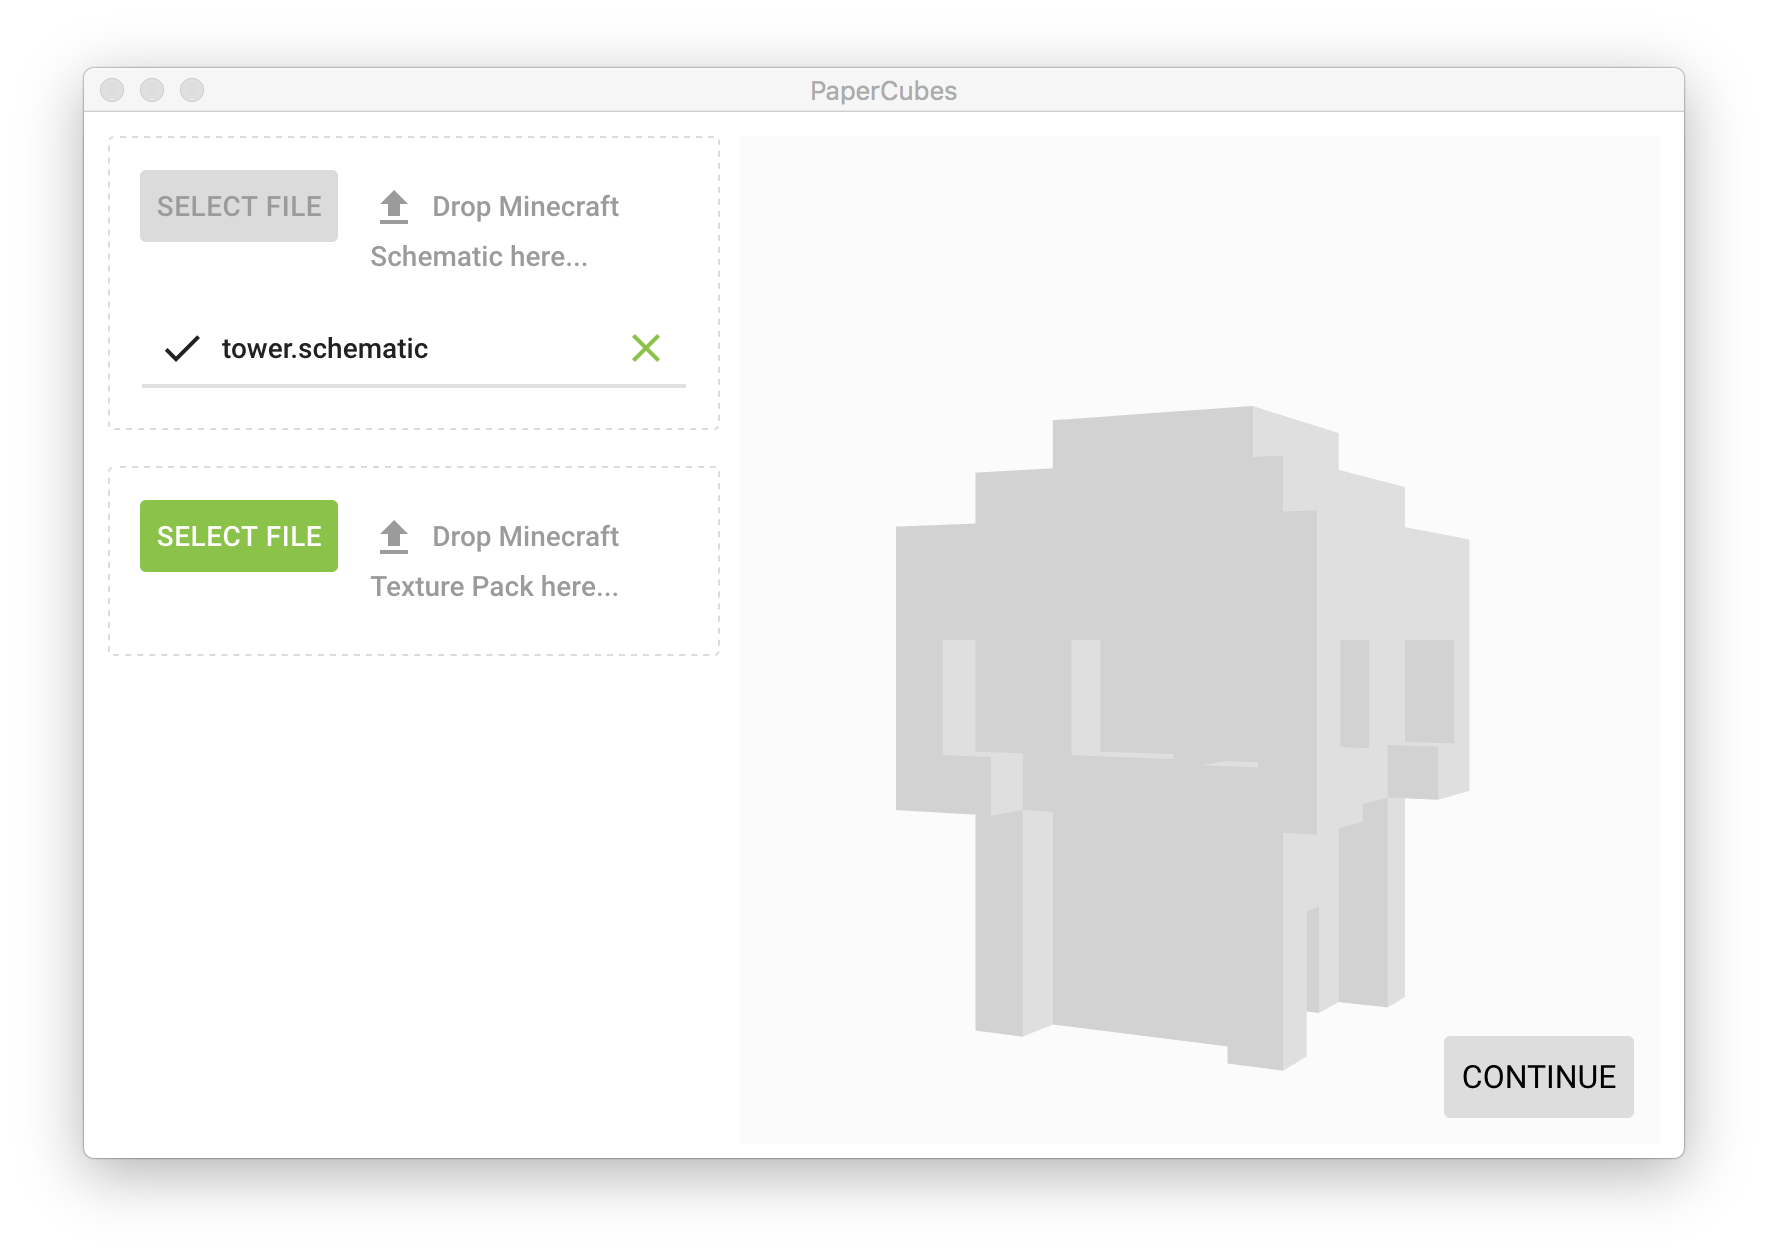 PaperCubes
SELECT FILE
Drop Minecraft
Schematic here...
tower.schematic
SELECT FILE
Drop Minecraft
Texture Pack here...
CONTINUE